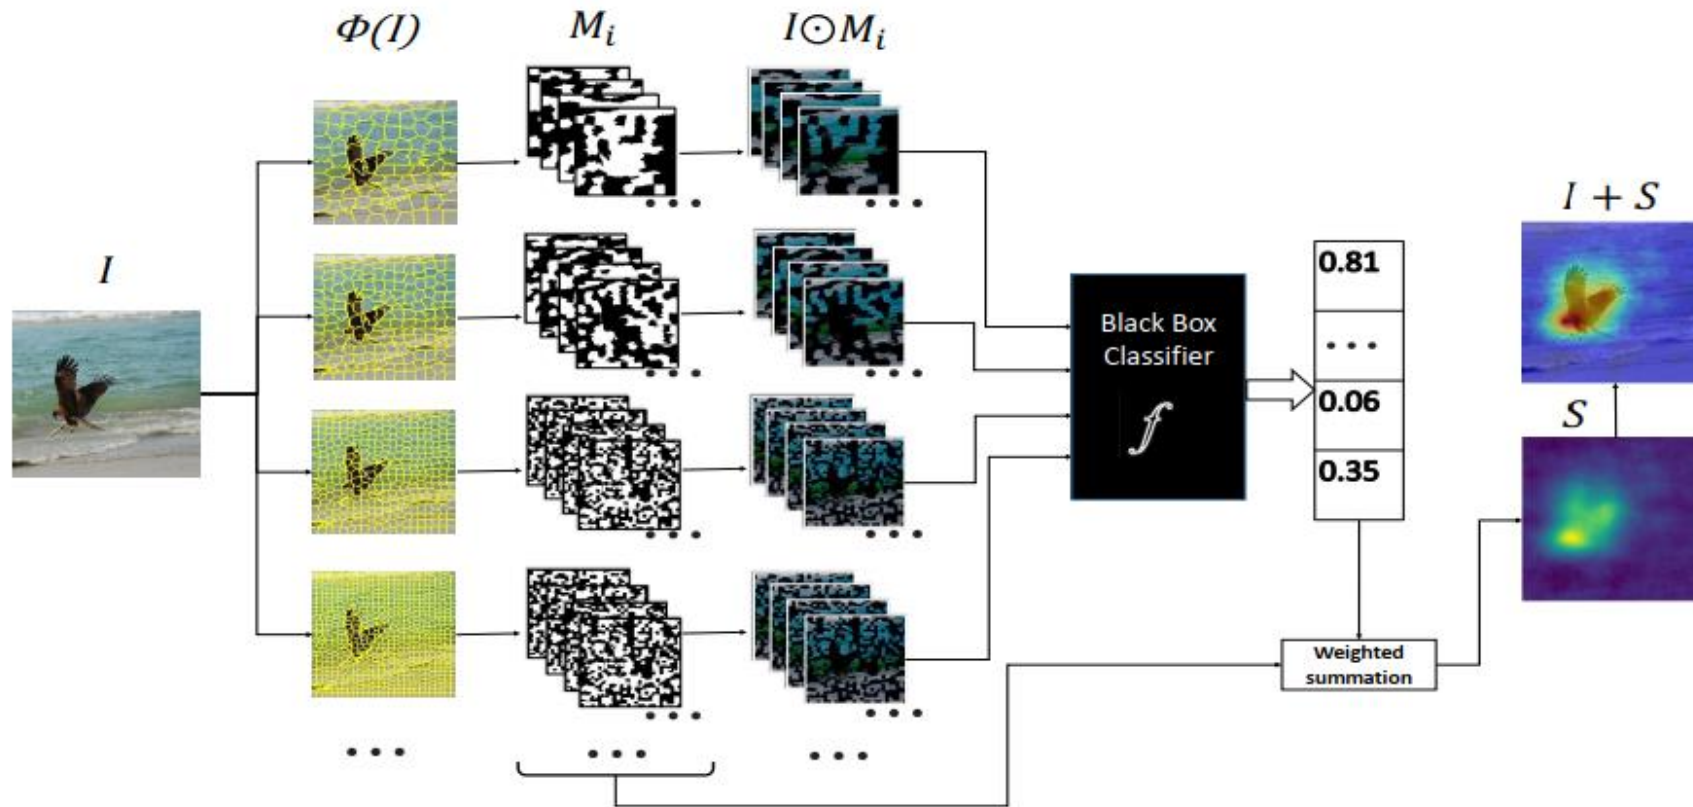 Φ(I)
M_i
I⊙M_i
I
Black Box
Classifier
f
0.81
...
0.06
0.35
I + S
S
Weighted
summation